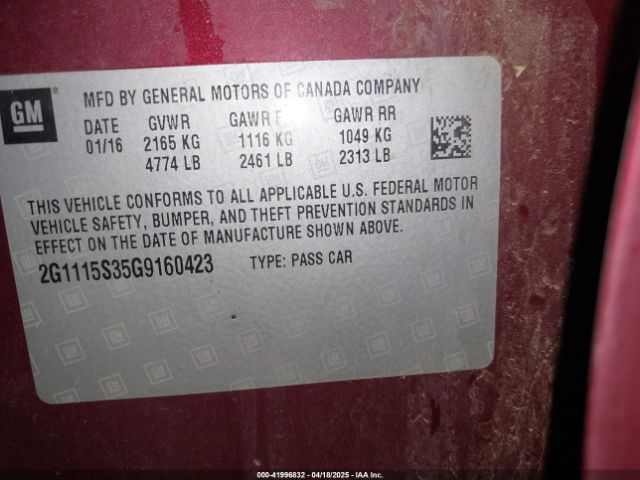 GM
MFD BY GENERAL MOTORS OF CANADA COMPANY
DATE GVWR GAWR F GAWR RR
01/16 2165 KG 1116 KG 1049 KG
4774 LB 2461 LB 2313 LB
THIS VEHICLE CONFORMS TO ALL APPLICABLE U.S. FEDERAL MOTOR
VEHICLE SAFETY, BUMPER, AND THEFT PREVENTION STANDARDS IN
EFFECT ON THE DATE OF MANUFACTURE SHOWN ABOVE.
2G1115S35G9160423 TYPE: PASS CAR
000-41996832 - 04/18/2025 - IAA Inc.